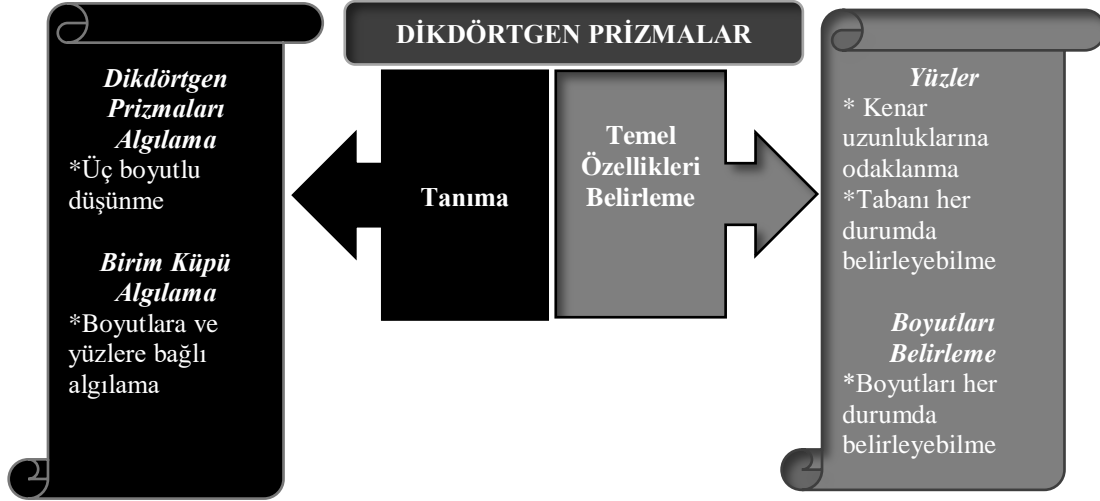 DİKDÖRTGEN PRİZMALAR
Dikdörtgen
Prizmaları
Algılama
*Üç boyutlu
düşünme
Birim Küpü
Algılama
*Boyutlara ve
yüzlere bağlı
algılama
Tanıma
Temel
Özellikleri
Belirleme
Yüzler
* Kenar
uzunluklarına
odaklanma
*Tabanı her
durumda
belirleyebilme
Boyutları
Belirleme
*Boyutları her
durumda
belirleyebilme